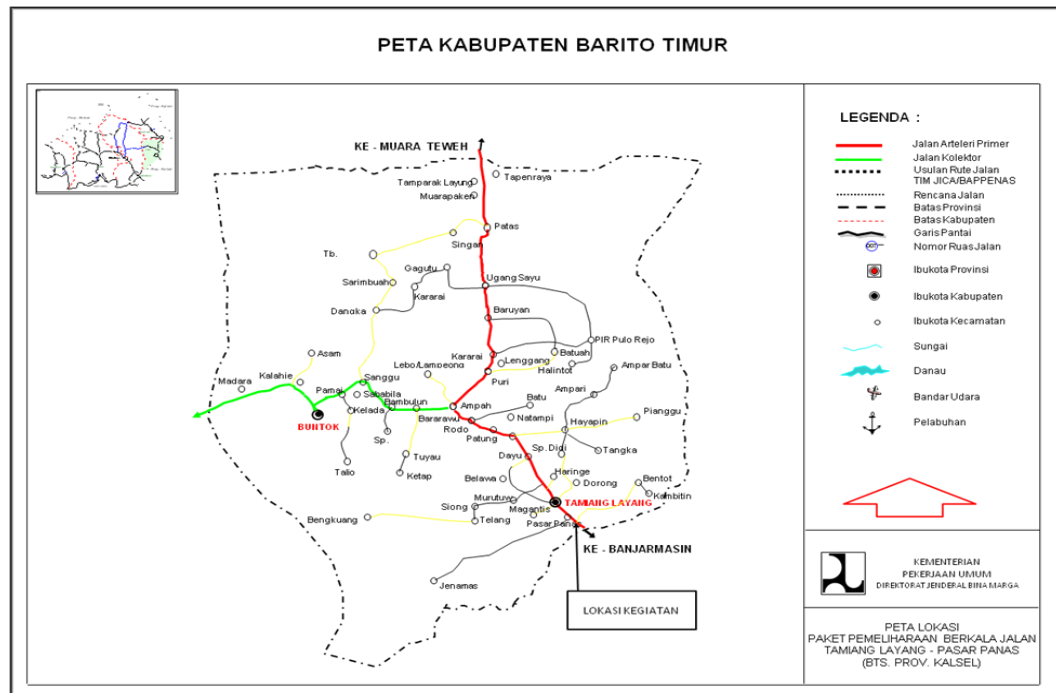 PETA KABUPATEN BARITO TIMUR
KE - MUARA TEWEH
Tapenraya
Tamparak Layung
Muarapaken
Patas
Singan
Tb.
Gagutu
Ugang Sayu
Sarimbuah
Kararai
Dangka
Baruyan
PIR Pulo Rejo
Kararai
Batuah
Asam
Lenggang
Halintot
Ampar Batu
Lebo/Lampeong
Puri
Kalahie
Sanggu
Madara
Pamai
Sababila
Ampari
Bambulun
Ampah
Batu
Kelada
BUNTOK
Bararawu
Natampi
Pianggu
Rodo
Hayapin
Sp.
Patung
Talio
Tuyau
Sp. Didi
Tangka
Dayu
Ketap
Belawa
Haringe
Bentot
Dorong
Murutuw
Kambitin
Siong
Magantis
TAMIANG LAYANG
Bengkuang
Telang
Pasar Panas
KE - BANJARMASIN
Jenamas
LOKASI KEGIATAN
LEGENDA :
Jalan Arteleri Primer
Jalan Kolektor
Usulan Rute Jalan
TIM JICA/BAPPENAS
Rencana Jalan
Batas Provinsi
Batas Kabupaten
Garis Pantai
Nomor Ruas Jalan
Ibukota Provinsi
Ibukota Kabupaten
Ibukota Kecamatan
Sungai
Danau
Bandar Udara
Pelabuhan
KEMENTERIAN
PEKERJAAN UMUM
DIREKTORAT JENDERAL BINA MARGA
PETA LOKASI
PAKET PEMELIHARAAN BERKALA JALAN
TAMIANG LAYANG - PASAR PANAS
(BTS. PROV. KALSEL)